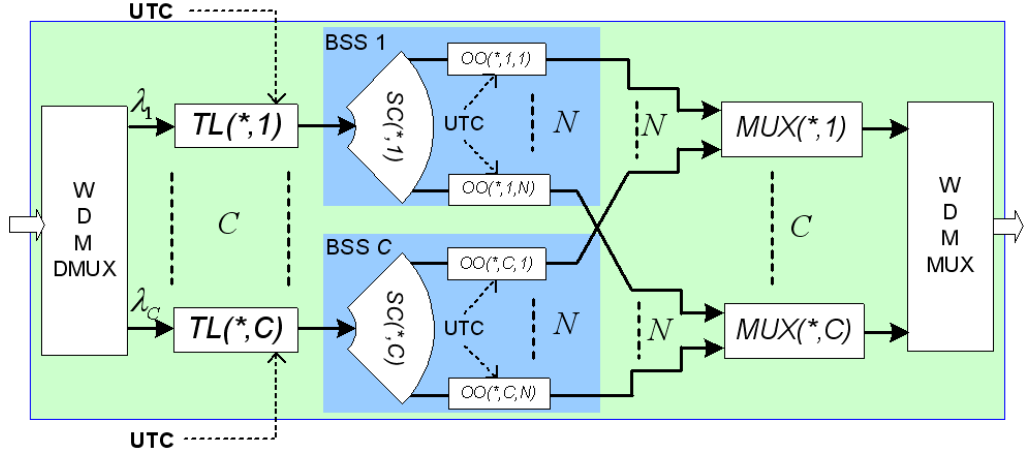 UTC
BSS 1
OO(*,1,1)
λ1
TL(*,1)
SC(*,1)
UTC
N
N
MUX(*,1)
OO(*,1,N)
W
D
M
DMUX
C
C
W
D
M
MUX
BSS C
OO(*,C,1)
λC
TL(*,C)
SC(*,C)
UTC
N
N
MUX(*,C)
OO(*,C,N)
UTC